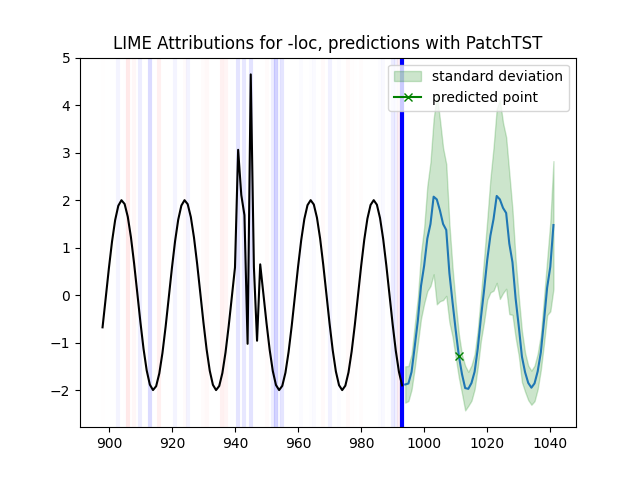 LIME Attributions for -loc, predictions with PatchTST
standard deviation
predicted point
5
4
3
2
1
0
−1
−2
900 920 940 960 980 1000 1020 1040